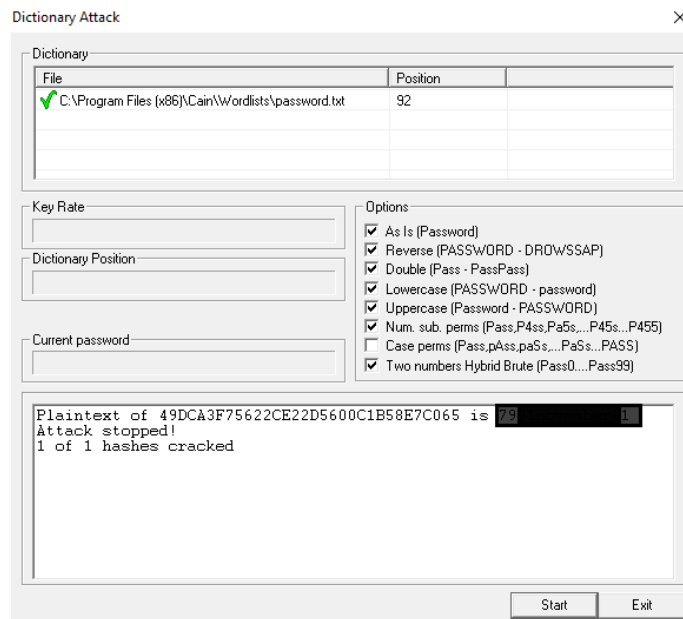 Dictionary Attack
Dictionary
File Position
C:\Program Files (x86)\Cain\Wordlists\password.txt 92
Key Rate
Dictionary Position
Current password
Options
As Is (Password)
Reverse (PASSWORD - DROWSSAP)
Double (Pass - PassPass)
Lowercase (PASSWORD - password)
Uppercase (Password - PASSWORD)
Num. sub. perms (Pass,P4ss,Pa5s,...P45s...P455)
Case perms (Pass,pAss,paSs,...PaSs...PASS)
Two numbers Hybrid Brute (Pass0....Pass99)
Plaintext of 49DCA3F75622CE22D5600C1B58E7C065 is 79 1
Attack stopped!
1 of 1 hashes cracked
Start Exit